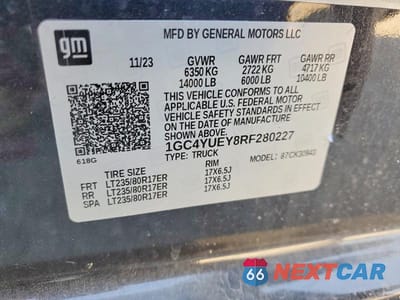 gm
MFD BY GENERAL MOTORS LLC
11/23 GVWR GAWR FRT GAWR RR
6350 KG 2722 KG 4717 KG
14000 LB 6000 LB 10400 LB
THIS VEHICLE CONFORMS TO ALL
APPLICABLE U.S. FEDERAL MOTOR
VEHICLE SAFETY STANDARDS IN
EFFECT ON THE DATE OF MANUFACTURE
SHOWN ABOVE.
1GC4YUEY8RF280227
618G TYPE: TRUCK MODEL:
TIRE SIZE RIM
FRT LT235/80R17ER 17X6.5J
RR LT235/80R17ER 17X6.5J
SPA LT235/80R17ER 17X6.5J
66 NEXTCAR